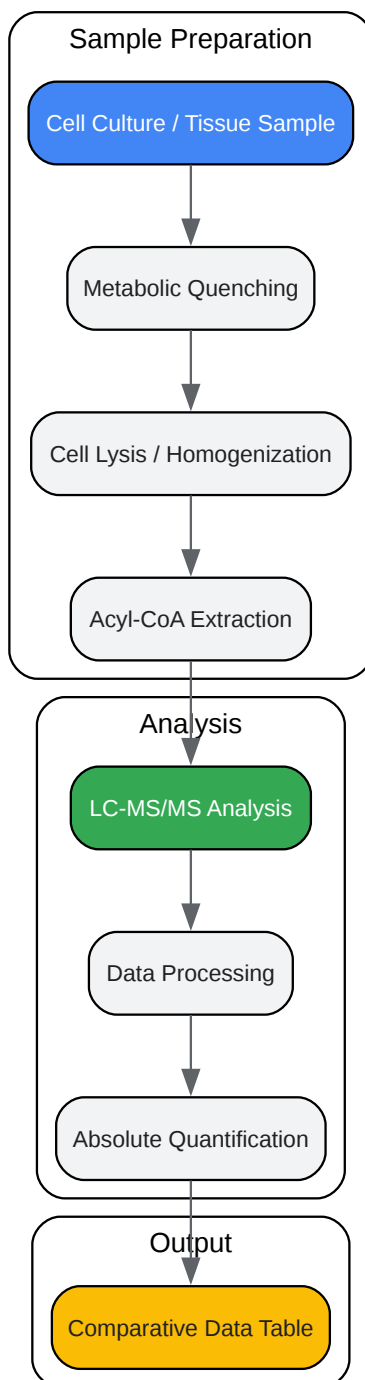 Sample Preparation
Cell Culture / Tissue Sample
Metabolic Quenching
Cell Lysis / Homogenization
Acyl-CoA Extraction
Analysis
LC-MS/MS Analysis
Data Processing
Absolute Quantification
Output
Comparative Data Table